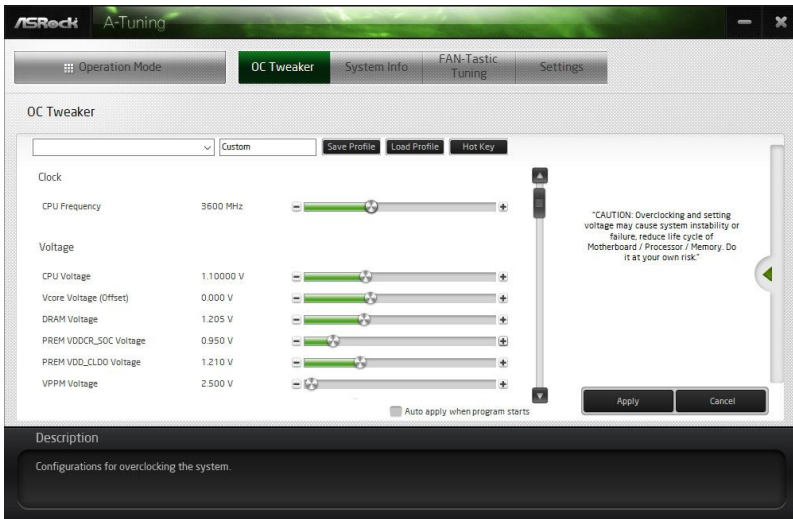 ASRock A-Tuning
Operation Mode
OC Tweaker
System Info
FAN-Tastic
Tuning
Settings
OC Tweaker
Custom
Save Profile
Load Profile
Hot Key
Clock
CPU Frequency 3600 MHz
Voltage
CPU Voltage 1.10000 V
Vcore Voltage (Offset) 0.000 V
DRAM Voltage 1.205 V
PREM VDDCR_SOC Voltage 0.950 V
PREM VDD_CLDO Voltage 1.210 V
VPPM Voltage 2.500 V
Auto apply when program starts
"CAUTION: Overclocking and setting
voltage may cause system instability or
failure, reduce life cycle of
Motherboard / Processor / Memory. Do
it at your own risk."
Apply
Cancel
Description
Configurations for overclocking the system.